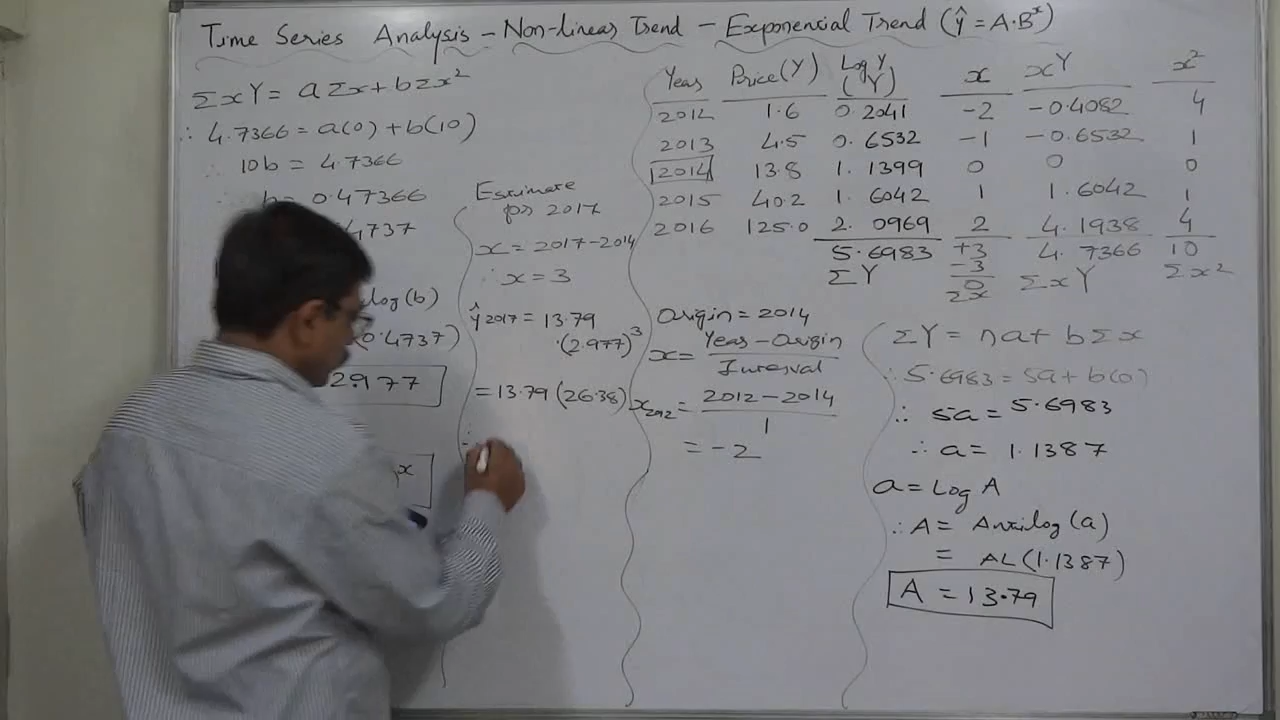 Time Series Analysis - Non-linear Trend - Exponential Trend (ŷ = A·Bˣ)
ΣxY = aΣx + bΣx²
∴ 4.7366 = a(0) + b(10)
∴ 10b = 4.7366
b = 0.47366
4737
log(b)
(0.4737)
2.977
x
Estimate
for 2017
x = 2017-2014
∴ x = 3
ŷ2017 = 13.79
·(2.977)³
= 13.79 (26.38)
Year Price(Y) Log Y (Y) x xY x²
2012 1.6 0.2041 -2 -0.4082 4
2013 4.5 0.6532 -1 -0.6532 1
2014 13.8 1.1399 0 0 0
2015 40.2 1.6042 1 1.6042 1
2016 125.0 2.0969 2 4.1938 4
5.6983 +3 4.7366 10
ΣY -3 ΣxY Σx²
0
Σx
Origin = 2014
x = Year - Origin
Interval
= 2012 - 2014
1
= -2
ΣY = na + bΣx
∴ 5.6983 = 5a + b(0)
∴ 5a = 5.6983
∴ a = 1.1387
a = Log A
∴ A = Antilog (a)
= AL(1.1387)
A = 13.79